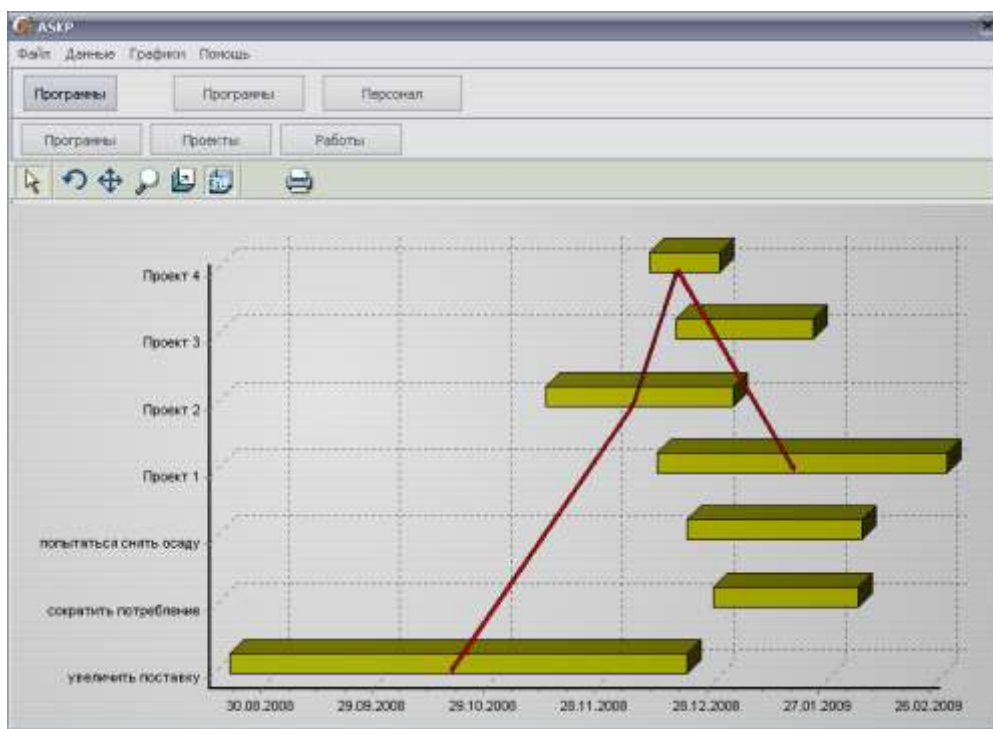 ASKP
Файл Данные Графики Помощь
Программы Программы Персонал
Программы Проекты Работы
Проект 4
Проект 3
Проект 2
Проект 1
попытаться снять осаду
сократить потребление
увеличить поставку
30.08.2008 29.09.2008 29.10.2008 28.11.2008 28.12.2008 27.01.2009 26.02.2009